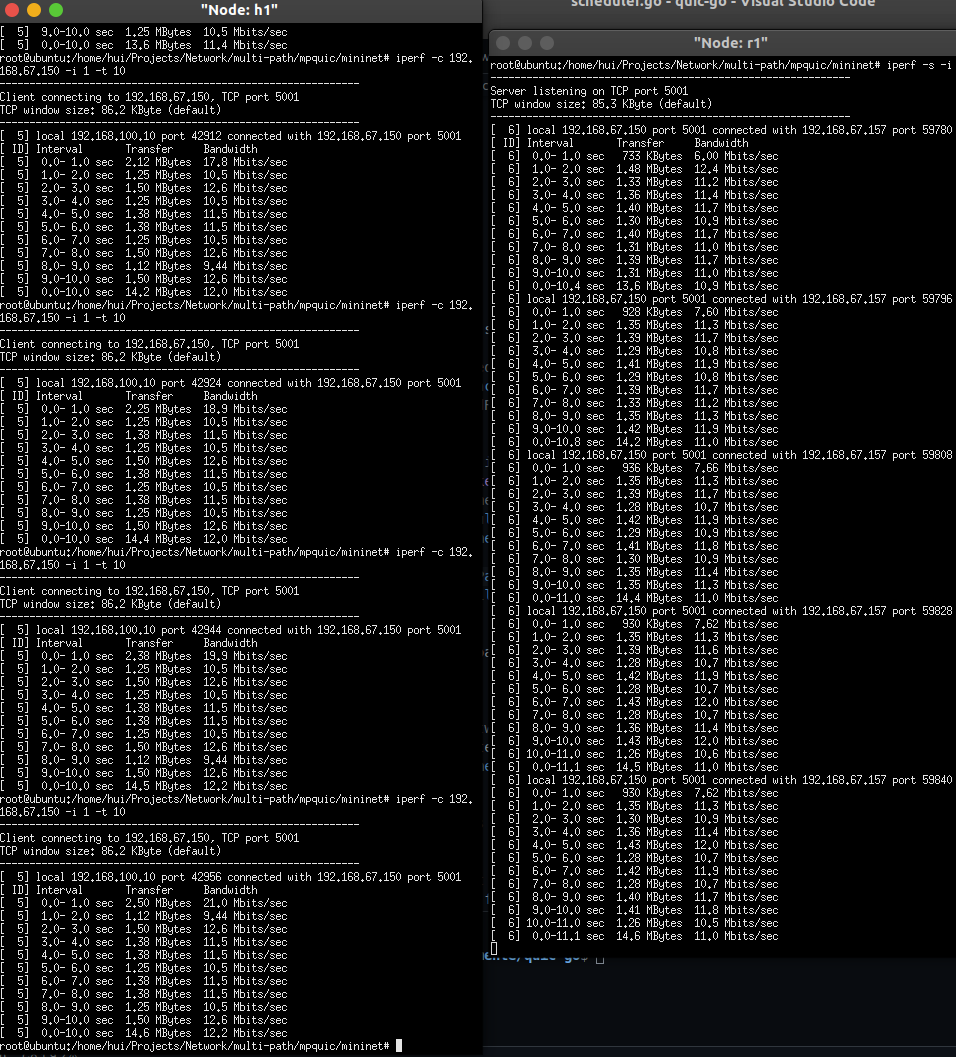 "Node: h1"
[  5]  9.0-10.0 sec  1.25 MBytes  10.5 Mbits/sec
[  5]  0.0-10.0 sec  13.6 MBytes  11.4 Mbits/sec
root@ubuntu:/home/hui/Projects/Network/multi-path/mpquic/mininet# iperf -c 192.
168.67.150 -i 1 -t 10
------------------------------------------------------------
Client connecting to 192.168.67.150, TCP port 5001
TCP window size: 86.2 KByte (default)
------------------------------------------------------------
[  5] local 192.168.100.10 port 42912 connected with 192.168.67.150 port 5001
[ ID] Interval       Transfer     Bandwidth
[  5]  0.0- 1.0 sec  2.12 MBytes  17.8 Mbits/sec
[  5]  1.0- 2.0 sec  1.25 MBytes  10.5 Mbits/sec
[  5]  2.0- 3.0 sec  1.50 MBytes  12.6 Mbits/sec
[  5]  3.0- 4.0 sec  1.25 MBytes  10.5 Mbits/sec
[  5]  4.0- 5.0 sec  1.38 MBytes  11.5 Mbits/sec
[  5]  5.0- 6.0 sec  1.38 MBytes  11.5 Mbits/sec
[  5]  6.0- 7.0 sec  1.25 MBytes  10.5 Mbits/sec
[  5]  7.0- 8.0 sec  1.50 MBytes  12.6 Mbits/sec
[  5]  8.0- 9.0 sec  1.12 MBytes  9.44 Mbits/sec
[  5]  9.0-10.0 sec  1.50 MBytes  12.6 Mbits/sec
[  5]  0.0-10.0 sec  14.2 MBytes  12.0 Mbits/sec
root@ubuntu:/home/hui/Projects/Network/multi-path/mpquic/mininet# iperf -c 192.
168.67.150 -i 1 -t 10
------------------------------------------------------------
Client connecting to 192.168.67.150, TCP port 5001
TCP window size: 86.2 KByte (default)
------------------------------------------------------------
[  5] local 192.168.100.10 port 42924 connected with 192.168.67.150 port 5001
[ ID] Interval       Transfer     Bandwidth
[  5]  0.0- 1.0 sec  2.25 MBytes  18.9 Mbits/sec
[  5]  1.0- 2.0 sec  1.25 MBytes  10.5 Mbits/sec
[  5]  2.0- 3.0 sec  1.38 MBytes  11.5 Mbits/sec
[  5]  3.0- 4.0 sec  1.25 MBytes  10.5 Mbits/sec
[  5]  4.0- 5.0 sec  1.50 MBytes  12.6 Mbits/sec
[  5]  5.0- 6.0 sec  1.38 MBytes  11.5 Mbits/sec
[  5]  6.0- 7.0 sec  1.25 MBytes  10.5 Mbits/sec
[  5]  7.0- 8.0 sec  1.38 MBytes  11.5 Mbits/sec
[  5]  8.0- 9.0 sec  1.25 MBytes  10.5 Mbits/sec
[  5]  9.0-10.0 sec  1.50 MBytes  12.6 Mbits/sec
[  5]  0.0-10.0 sec  14.4 MBytes  12.0 Mbits/sec
root@ubuntu:/home/hui/Projects/Network/multi-path/mpquic/mininet# iperf -c 192.
168.67.150 -i 1 -t 10
------------------------------------------------------------
Client connecting to 192.168.67.150, TCP port 5001
TCP window size: 86.2 KByte (default)
------------------------------------------------------------
[  5] local 192.168.100.10 port 42944 connected with 192.168.67.150 port 5001
[ ID] Interval       Transfer     Bandwidth
[  5]  0.0- 1.0 sec  2.38 MBytes  19.9 Mbits/sec
[  5]  1.0- 2.0 sec  1.25 MBytes  10.5 Mbits/sec
[  5]  2.0- 3.0 sec  1.50 MBytes  12.6 Mbits/sec
[  5]  3.0- 4.0 sec  1.25 MBytes  10.5 Mbits/sec
[  5]  4.0- 5.0 sec  1.38 MBytes  11.5 Mbits/sec
[  5]  5.0- 6.0 sec  1.38 MBytes  11.5 Mbits/sec
[  5]  6.0- 7.0 sec  1.25 MBytes  10.5 Mbits/sec
[  5]  7.0- 8.0 sec  1.50 MBytes  12.6 Mbits/sec
[  5]  8.0- 9.0 sec  1.12 MBytes  9.44 Mbits/sec
[  5]  9.0-10.0 sec  1.50 MBytes  12.6 Mbits/sec
[  5]  0.0-10.0 sec  14.5 MBytes  12.2 Mbits/sec
root@ubuntu:/home/hui/Projects/Network/multi-path/mpquic/mininet# iperf -c 192.
168.67.150 -i 1 -t 10
------------------------------------------------------------
Client connecting to 192.168.67.150, TCP port 5001
TCP window size: 86.2 KByte (default)
------------------------------------------------------------
[  5] local 192.168.100.10 port 42956 connected with 192.168.67.150 port 5001
[ ID] Interval       Transfer     Bandwidth
[  5]  0.0- 1.0 sec  2.50 MBytes  21.0 Mbits/sec
[  5]  1.0- 2.0 sec  1.12 MBytes  9.44 Mbits/sec
[  5]  2.0- 3.0 sec  1.50 MBytes  12.6 Mbits/sec
[  5]  3.0- 4.0 sec  1.38 MBytes  11.5 Mbits/sec
[  5]  4.0- 5.0 sec  1.38 MBytes  11.5 Mbits/sec
[  5]  5.0- 6.0 sec  1.25 MBytes  10.5 Mbits/sec
[  5]  6.0- 7.0 sec  1.38 MBytes  11.5 Mbits/sec
[  5]  7.0- 8.0 sec  1.38 MBytes  11.5 Mbits/sec
[  5]  8.0- 9.0 sec  1.25 MBytes  10.5 Mbits/sec
[  5]  9.0-10.0 sec  1.50 MBytes  12.6 Mbits/sec
[  5]  0.0-10.0 sec  14.6 MBytes  12.2 Mbits/sec
root@ubuntu:/home/hui/Projects/Network/multi-path/mpquic/mininet#
scheduler.go - quic-go - Visual Studio Code
"Node: r1"
root@ubuntu:/home/hui/Projects/Network/multi-path/mpquic/mininet# iperf -s -i
------------------------------------------------------------
Server listening on TCP port 5001
TCP window size: 85.3 KByte (default)
------------------------------------------------------------
[  6] local 192.168.67.150 port 5001 connected with 192.168.67.157 port 59780
[ ID] Interval       Transfer     Bandwidth
[  6]  0.0- 1.0 sec   733 KBytes  6.00 Mbits/sec
[  6]  1.0- 2.0 sec  1.48 MBytes  12.4 Mbits/sec
[  6]  2.0- 3.0 sec  1.33 MBytes  11.2 Mbits/sec
[  6]  3.0- 4.0 sec  1.36 MBytes  11.4 Mbits/sec
[  6]  4.0- 5.0 sec  1.40 MBytes  11.7 Mbits/sec
[  6]  5.0- 6.0 sec  1.30 MBytes  10.9 Mbits/sec
[  6]  6.0- 7.0 sec  1.40 MBytes  11.7 Mbits/sec
[  6]  7.0- 8.0 sec  1.31 MBytes  11.0 Mbits/sec
[  6]  8.0- 9.0 sec  1.39 MBytes  11.7 Mbits/sec
[  6]  9.0-10.0 sec  1.31 MBytes  11.0 Mbits/sec
[  6]  0.0-10.4 sec  13.6 MBytes  10.9 Mbits/sec
[  6] local 192.168.67.150 port 5001 connected with 192.168.67.157 port 59796
[  6]  0.0- 1.0 sec   928 KBytes  7.60 Mbits/sec
[  6]  1.0- 2.0 sec  1.35 MBytes  11.3 Mbits/sec
[  6]  2.0- 3.0 sec  1.39 MBytes  11.7 Mbits/sec
[  6]  3.0- 4.0 sec  1.29 MBytes  10.8 Mbits/sec
[  6]  4.0- 5.0 sec  1.41 MBytes  11.9 Mbits/sec
[  6]  5.0- 6.0 sec  1.29 MBytes  10.8 Mbits/sec
[  6]  6.0- 7.0 sec  1.39 MBytes  11.7 Mbits/sec
[  6]  7.0- 8.0 sec  1.33 MBytes  11.2 Mbits/sec
[  6]  8.0- 9.0 sec  1.35 MBytes  11.3 Mbits/sec
[  6]  9.0-10.0 sec  1.42 MBytes  11.9 Mbits/sec
[  6]  0.0-10.8 sec  14.2 MBytes  11.0 Mbits/sec
[  6] local 192.168.67.150 port 5001 connected with 192.168.67.157 port 59808
[  6]  0.0- 1.0 sec   936 KBytes  7.66 Mbits/sec
[  6]  1.0- 2.0 sec  1.35 MBytes  11.3 Mbits/sec
[  6]  2.0- 3.0 sec  1.39 MBytes  11.7 Mbits/sec
[  6]  3.0- 4.0 sec  1.28 MBytes  10.7 Mbits/sec
[  6]  4.0- 5.0 sec  1.42 MBytes  11.9 Mbits/sec
[  6]  5.0- 6.0 sec  1.29 MBytes  10.9 Mbits/sec
[  6]  6.0- 7.0 sec  1.41 MBytes  11.8 Mbits/sec
[  6]  7.0- 8.0 sec  1.30 MBytes  10.9 Mbits/sec
[  6]  8.0- 9.0 sec  1.35 MBytes  11.4 Mbits/sec
[  6]  9.0-10.0 sec  1.35 MBytes  11.3 Mbits/sec
[  6]  0.0-11.0 sec  14.4 MBytes  11.0 Mbits/sec
[  6] local 192.168.67.150 port 5001 connected with 192.168.67.157 port 59828
[  6]  0.0- 1.0 sec   930 KBytes  7.62 Mbits/sec
[  6]  1.0- 2.0 sec  1.35 MBytes  11.3 Mbits/sec
[  6]  2.0- 3.0 sec  1.39 MBytes  11.6 Mbits/sec
[  6]  3.0- 4.0 sec  1.28 MBytes  10.7 Mbits/sec
[  6]  4.0- 5.0 sec  1.42 MBytes  11.9 Mbits/sec
[  6]  5.0- 6.0 sec  1.28 MBytes  10.7 Mbits/sec
[  6]  6.0- 7.0 sec  1.43 MBytes  12.0 Mbits/sec
[  6]  7.0- 8.0 sec  1.28 MBytes  10.7 Mbits/sec
[  6]  8.0- 9.0 sec  1.36 MBytes  11.4 Mbits/sec
[  6]  9.0-10.0 sec  1.43 MBytes  12.0 Mbits/sec
[  6] 10.0-11.0 sec  1.26 MBytes  10.6 Mbits/sec
[  6]  0.0-11.1 sec  14.5 MBytes  11.0 Mbits/sec
[  6] local 192.168.67.150 port 5001 connected with 192.168.67.157 port 59840
[  6]  0.0- 1.0 sec   930 KBytes  7.62 Mbits/sec
[  6]  1.0- 2.0 sec  1.35 MBytes  11.3 Mbits/sec
[  6]  2.0- 3.0 sec  1.30 MBytes  10.9 Mbits/sec
[  6]  3.0- 4.0 sec  1.36 MBytes  11.4 Mbits/sec
[  6]  4.0- 5.0 sec  1.43 MBytes  12.0 Mbits/sec
[  6]  5.0- 6.0 sec  1.28 MBytes  10.7 Mbits/sec
[  6]  6.0- 7.0 sec  1.42 MBytes  11.9 Mbits/sec
[  6]  7.0- 8.0 sec  1.28 MBytes  10.7 Mbits/sec
[  6]  8.0- 9.0 sec  1.40 MBytes  11.7 Mbits/sec
[  6]  9.0-10.0 sec  1.41 MBytes  11.8 Mbits/sec
[  6] 10.0-11.0 sec  1.26 MBytes  10.5 Mbits/sec
[  6]  0.0-11.1 sec  14.6 MBytes  11.0 Mbits/sec